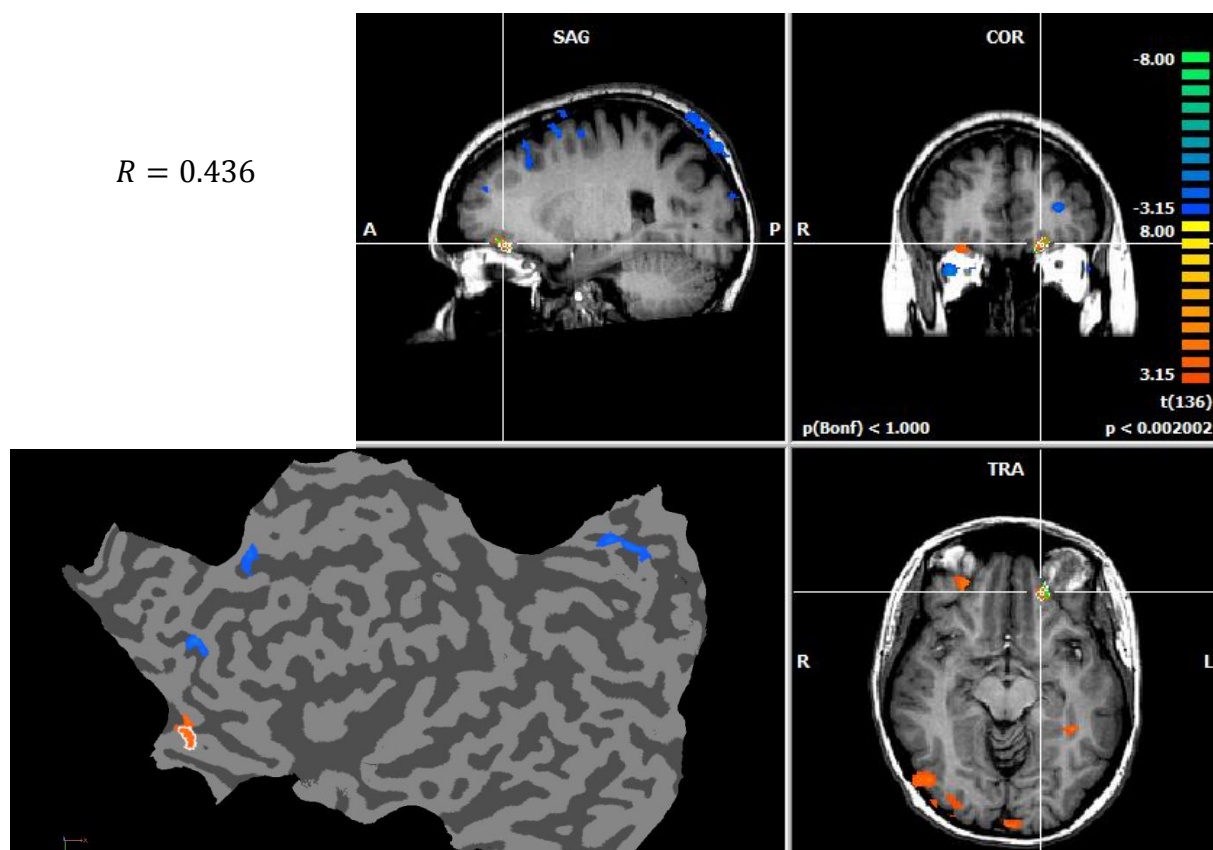 R = 0.436
SAG
A
P
COR
R
-8.00
-3.15
8.00
3.15
t(136)
p(Bonf) < 1.000
p < 0.002002
TRA
R
L